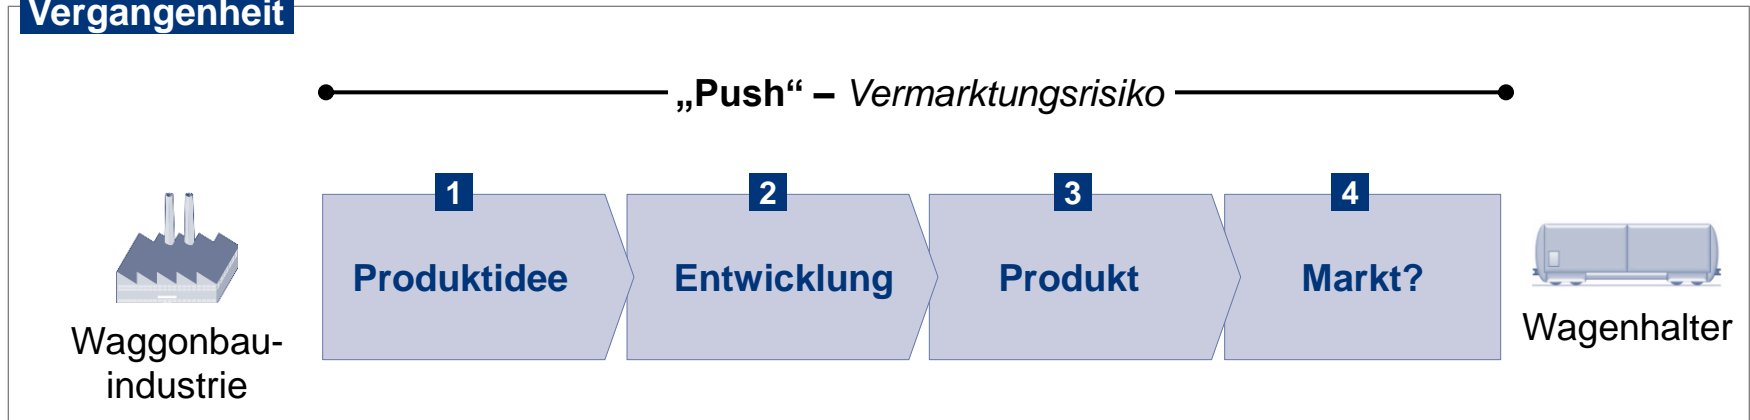 Vergangenheit
„Push“ – Vermarktungsrisiko
1
2
3
4
Produktidee
Entwicklung
Produkt
Markt?
Waggonbau-
industrie
Wagenhalter